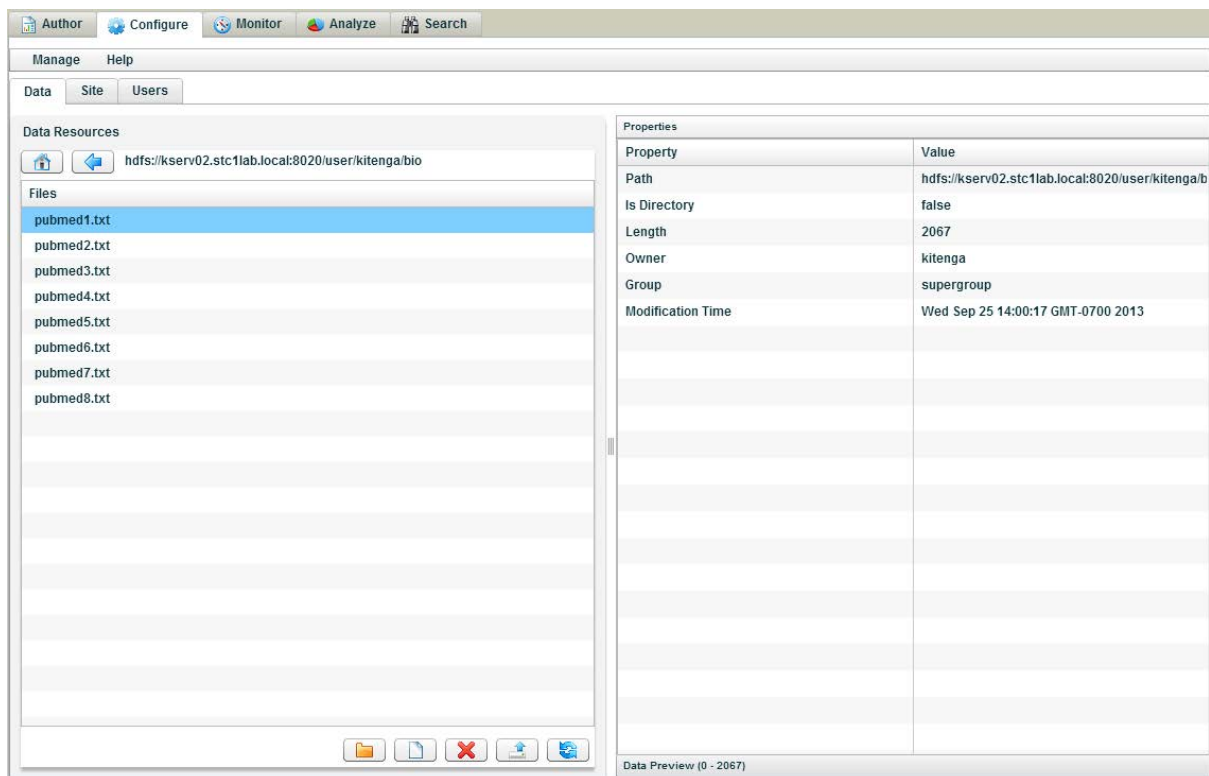 Author Configure Monitor Analyze Search
Manage Help
Data Site Users
Data Resources
hdfs://kserv02.stc1lab.local:8020/user/kitenga/bio
Files
pubmed1.txt
pubmed2.txt
pubmed3.txt
pubmed4.txt
pubmed5.txt
pubmed6.txt
pubmed7.txt
pubmed8.txt
Properties
Property Value
Path hdfs://kserv02.stc1lab.local:8020/user/kitenga/b
Is Directory false
Length 2067
Owner kitenga
Group supergroup
Modification Time Wed Sep 25 14:00:17 GMT-0700 2013
Data Preview (0 - 2067)